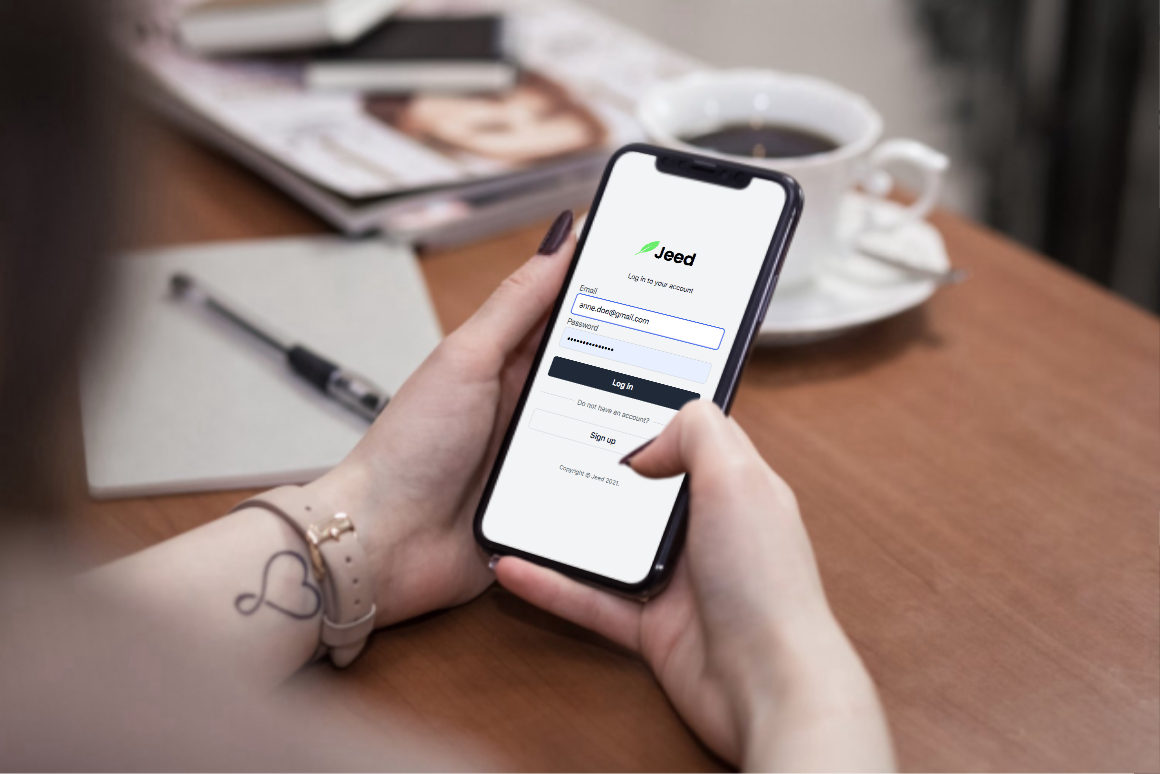 Jeed
Log in to your account
Email
anne.doe@gmail.com
Password
•••••••••••••••
Log in
Do not have an account?
Sign up
Copyright © Jeed 2021.